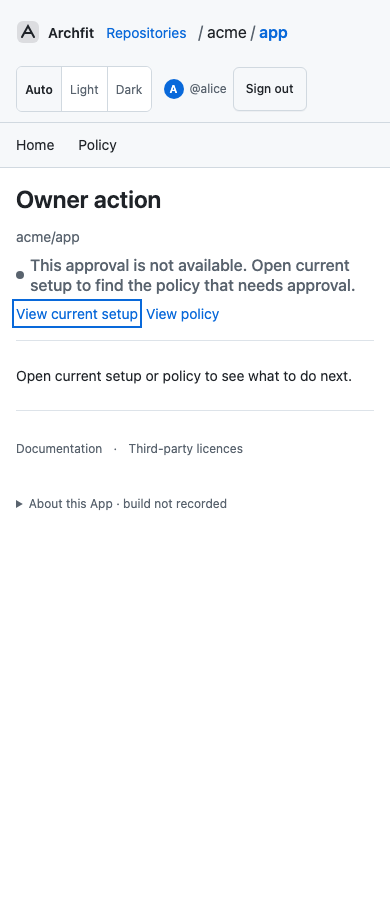 Archfit Repositories / acme / app
Auto Light Dark A @alice Sign out
Home Policy
Owner action
acme/app
This approval is not available. Open current
setup to find the policy that needs approval.
View current setup View policy
Open current setup or policy to see what to do next.
Documentation · Third-party licences
About this App · build not recorded